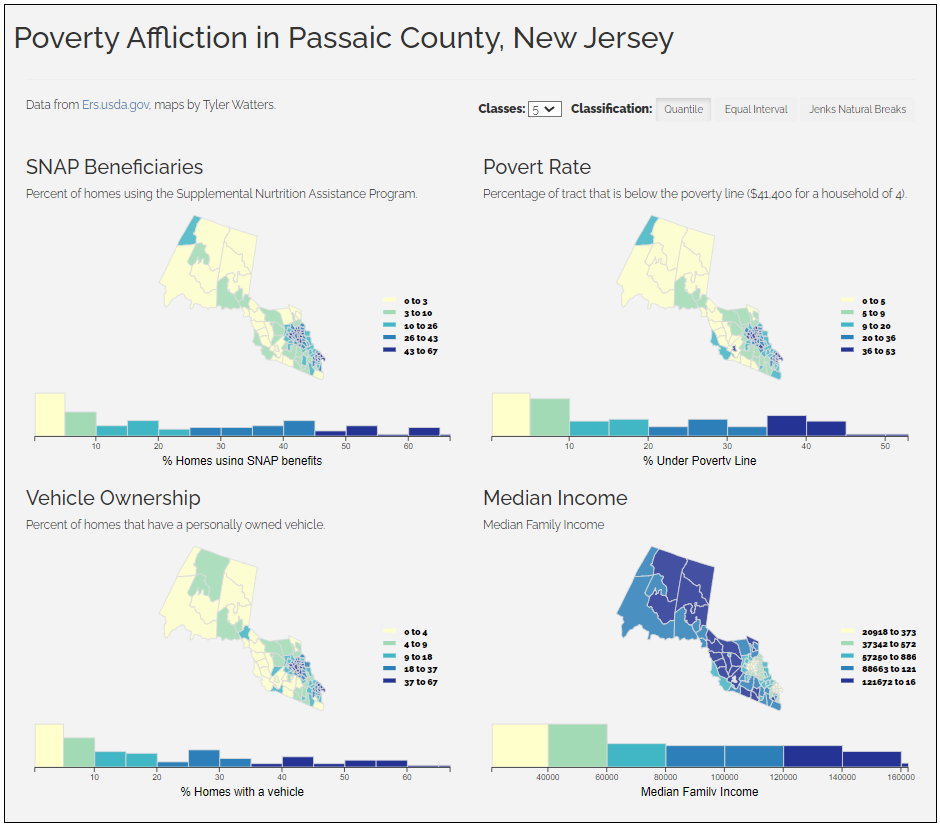 Poverty Affliction in Passaic County, New Jersey
Data from Ers.usda.gov, maps by Tyler Watters.
Classes: 5 Classification: Quantile Equal Interval Jenks Natural Breaks
SNAP Beneficiaries
Percent of homes using the Supplemental Nurtrition Assistance Program.
0 to 3
3 to 10
10 to 26
26 to 43
43 to 67
10 20 30 40 50 60
% Homes using SNAP benefits
Povert Rate
Percentage of tract that is below the poverty line ($41,400 for a household of 4).
0 to 5
5 to 9
9 to 20
20 to 36
36 to 53
10 20 30 40 50
% Under Poverty Line
Vehicle Ownership
Percent of homes that have a personally owned vehicle.
0 to 4
4 to 9
9 to 18
18 to 37
37 to 67
10 20 30 40 50 60
% Homes with a vehicle
Median Income
Median Family Income
20918 to 373
37342 to 572
57250 to 886
88663 to 121
121672 to 16
40000 60000 80000 100000 120000 140000 160000
Median Family Income